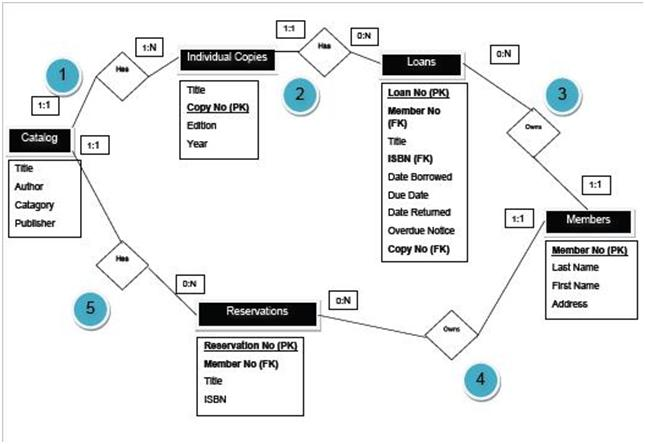 1:1
0:N
1:N
Has
Individual Copies
Has
Loans
0:N
1
2
3
Title
Copy No (PK)
Edition
Year
Loan No (PK)
Member No
(FK)
Title
ISBN (FK)
Date Borrowed
Due Date
Date Returned
Overdue Notice
Copy No (FK)
1:1
Catalog
1:1
Title
Author
Catagory
Publisher
Owns
1:1
1:1
Members
Member No (PK)
Last Name
First Name
Address
Has
0:N
0:N
5
Reservations
Reservation No (PK)
Member No (FK)
Title
ISBN
Owns
4